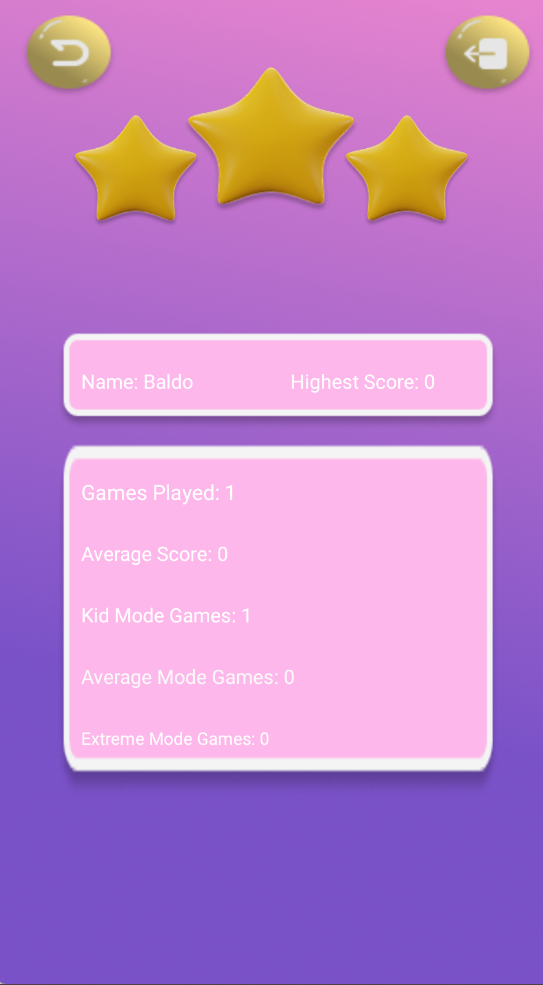 Name: Baldo Highest Score: 0
Games Played: 1
Average Score: 0
Kid Mode Games: 1
Average Mode Games: 0
Extreme Mode Games: 0